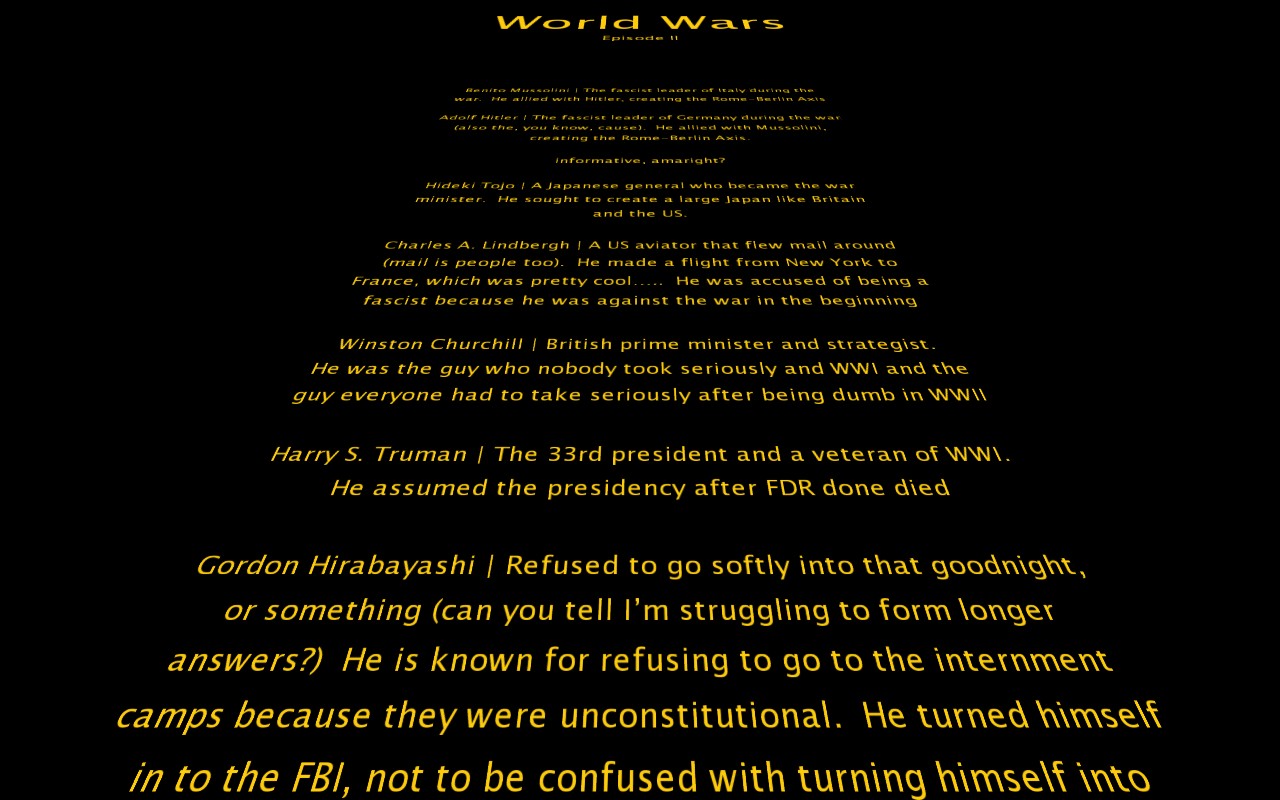 World Wars
Episode II
Benito Mussolini | The fascist leader of Italy during the
war.  He allied with Hitler, creating the Rome-Berlin Axis
Adolf Hitler | The fascist leader of Germany during the war
(also the, you know, cause).  He allied with Mussolini,
creating the Rome-Berlin Axis.
informative, amaright?
Hideki Tojo | A Japanese general who became the war
minister.  He sought to create a large Japan like Britain
and the US.
Charles A. Lindbergh | A US aviator that flew mail around
(mail is people too).  He made a flight from New York to
France, which was pretty cool.....  He was accused of being a
fascist because he was against the war in the beginning
Winston Churchill | British prime minister and strategist.
He was the guy who nobody took seriously and WWI and the
guy everyone had to take seriously after being dumb in WWII
Harry S. Truman | The 33rd president and a veteran of WWI.
He assumed the presidency after FDR done died
Gordon Hirabayashi | Refused to go softly into that goodnight,
or something (can you tell I'm struggling to form longer
answers?)  He is known for refusing to go to the internment
camps because they were unconstitutional.  He turned himself
in to the FBI, not to be confused with turning himself into